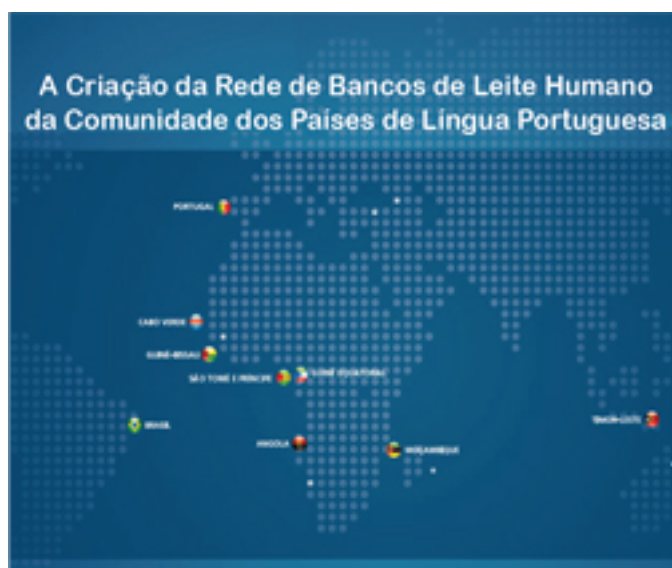 A Criação da Rede de Bancos de Leite Humano
da Comunidade dos Países de Língua Portuguesa
PORTUGAL
CABO VERDE
GUINÉ-BISSAU
SÃO TOMÉ E PRÍNCIPE
GUINÉ EQUATORIAL
BRASIL
ANGOLA
MOÇAMBIQUE
TIMOR-LESTE